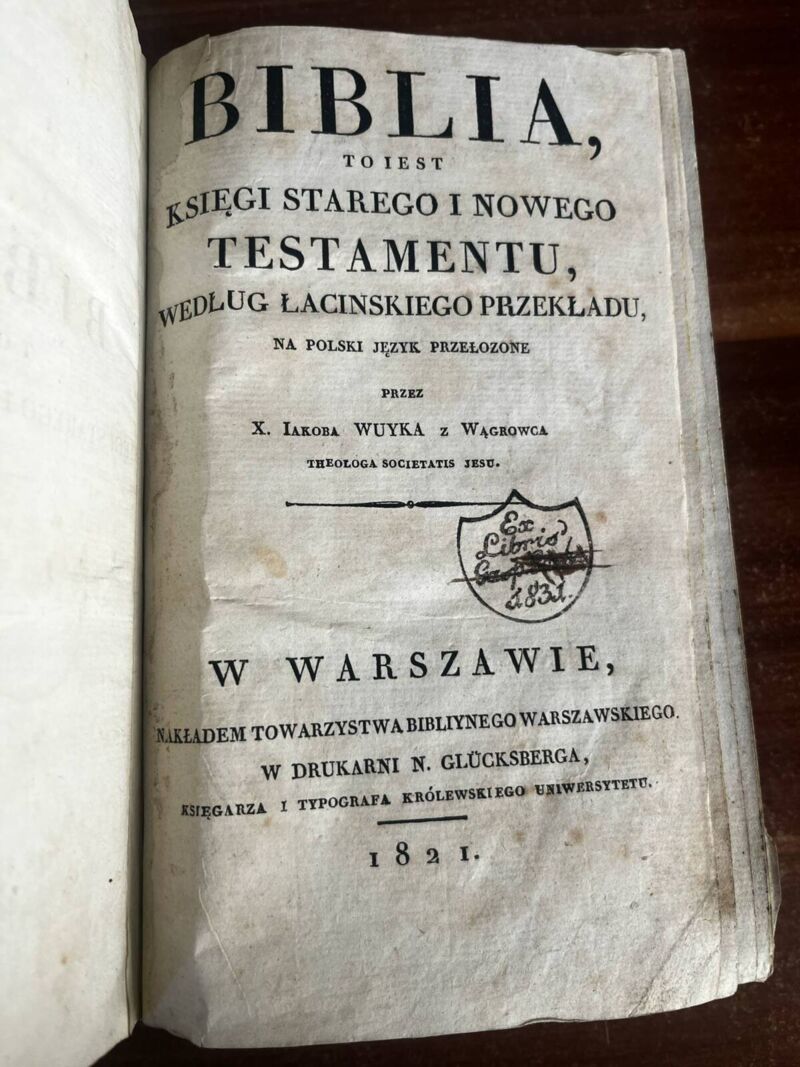 BIBLIA,
TO IEST
KSIĘGI STAREGO I NOWEGO
TESTAMENTU,
WEDŁUG ŁACINSKIEGO PRZEKŁADU,
NA POLSKI JĘZYK PRZEŁOZONE
PRZEZ
X. IAKOBA WUYKA z WĄGROWCA
THEOLOGA SOCIETATIS JESU.
Ex
Libris
1831.
W WARSZAWIE,
NAKŁADEM TOWARZYSTWA BIBLIYNEGO WARSZAWSKIEGO.
W DRUKARNI N. GLÜCKSBERGA,
KSIĘGARZA I TYPOGRAFA KRÓLEWSKIEGO UNIWERSYTETU.
1821.